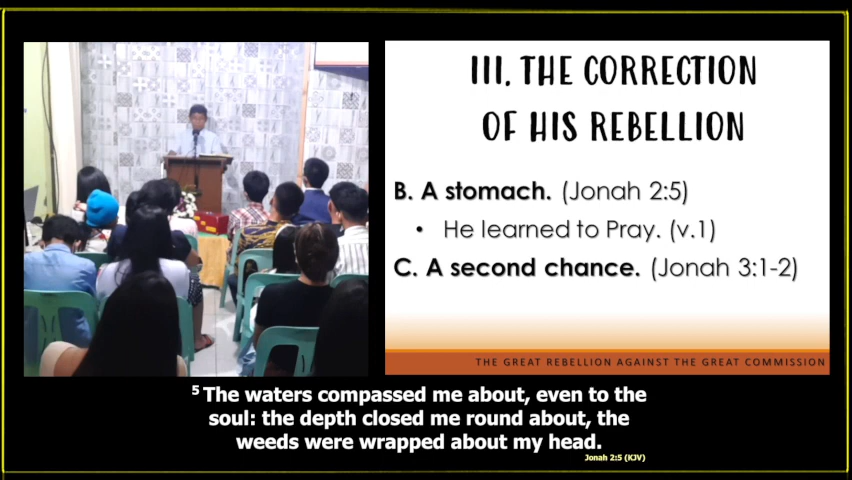 III. THE CORRECTION
OF HIS REBELLION
B. A stomach. (Jonah 2:5)
• He learned to Pray. (v.1)
C. A second chance. (Jonah 3:1-2)
THE GREAT REBELLION AGAINST THE GREAT COMMISSION
5 The waters compassed me about, even to the
soul: the depth closed me round about, the
weeds were wrapped about my head.
Jonah 2:5 (KJV)